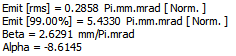 Emit [rms] = 0.2858 Pi.mm.mrad [ Norm. ]
Emit [99.00%] = 5.4330 Pi.mm.mrad [ Norm. ]
Beta = 2.6291 mm/Pi.mrad
Alpha = -8.6145